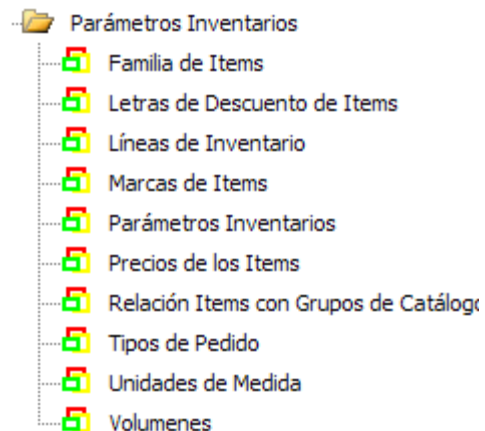 Parámetros Inventarios
Familia de Items
Letras de Descuento de Items
Líneas de Inventario
Marcas de Items
Parámetros Inventarios
Precios de los Items
Relación Items con Grupos de Catálogo
Tipos de Pedido
Unidades de Medida
Volumenes